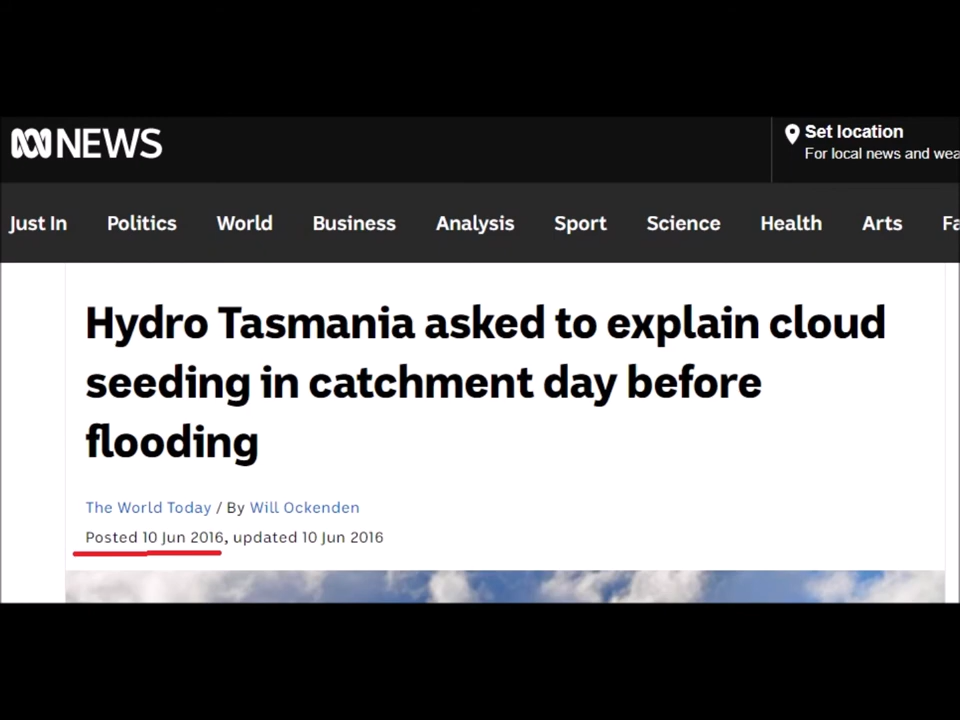 NEWS
Set location
For local news and wea
Just In Politics World Business Analysis Sport Science Health Arts Fa
Hydro Tasmania asked to explain cloud
seeding in catchment day before
flooding
The World Today / By Will Ockenden
Posted 10 Jun 2016, updated 10 Jun 2016